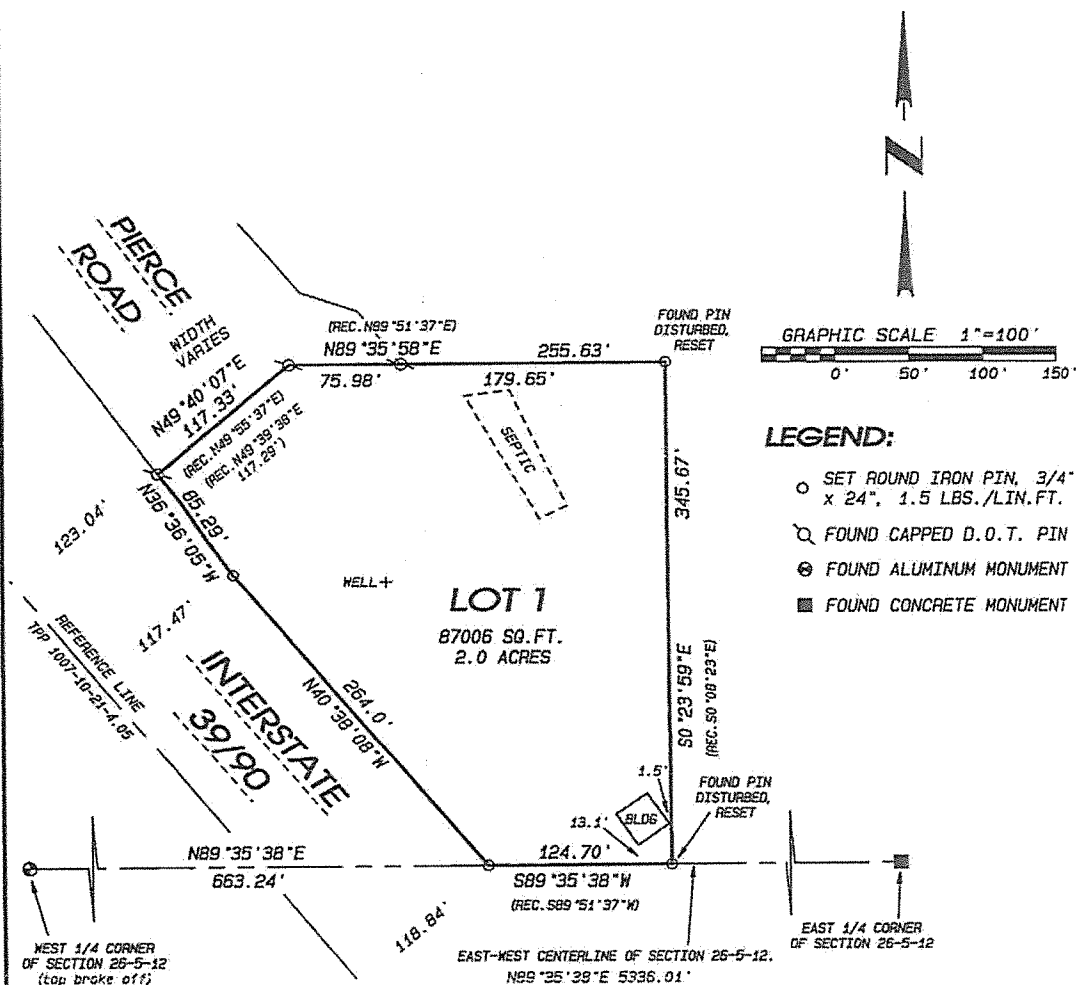 N
PIERCE
ROAD
WIDTH
VARIES
(REC.N89°51'37"E)
N89°35'58"E
255.63'
75.98'
179.65'
FOUND PIN
DISTURBED,
RESET
GRAPHIC SCALE 1"=100'
0' 50' 100' 150'
N49°40'07"E
117.33'
(REC.N49°55'37"E)
(REC.N49°39'38"E
117.29')
SEPTIC
LEGEND:
SET ROUND IRON PIN, 3/4"
x 24", 1.5 LBS./LIN.FT.
FOUND CAPPED D.O.T. PIN
FOUND ALUMINUM MONUMENT
FOUND CONCRETE MONUMENT
345.67'
S0°23'59"E
(REC.S0°08'23"E)
85.29'
N36°36'05"W
123.04'
117.47'
WELL+
LOT 1
87006 SQ.FT.
2.0 ACRES
REFERENCE LINE
TPP 1007-10-21-4.05
INTERSTATE
39/90
264.0'
N40°38'08"W
1.5'
13.1'
BLDG
FOUND PIN
DISTURBED,
RESET
N89°35'38"E
663.24'
124.70'
S89°35'38"W
(REC.S89°51'37"W)
118.84'
WEST 1/4 CORNER
OF SECTION 26-5-12
(top broke off)
EAST-WEST CENTERLINE OF SECTION 26-5-12.
N89°35'38"E 5336.01'
EAST 1/4 CORNER
OF SECTION 26-5-12